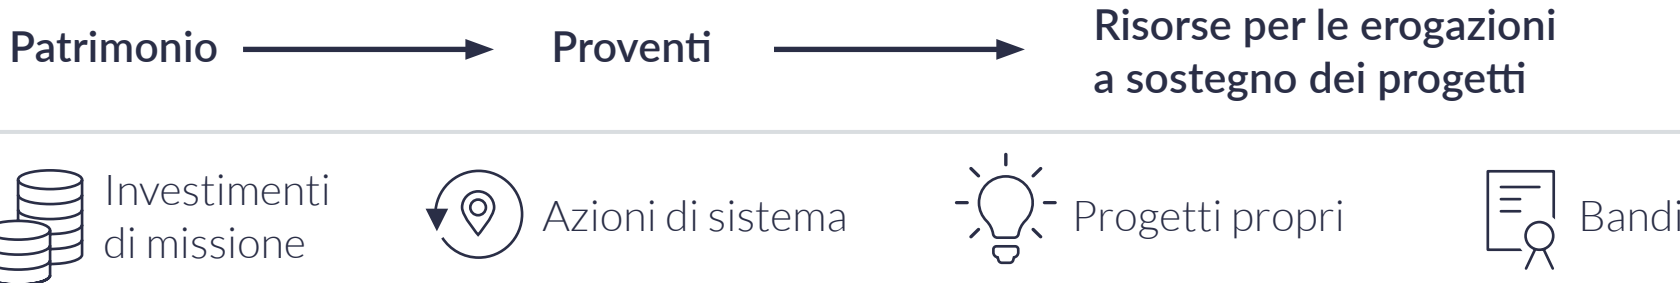 Patrimonio
Proventi
Risorse per le erogazioni
a sostegno dei progetti
Investimenti
di missione
Azioni di sistema
Progetti propri
Bandi